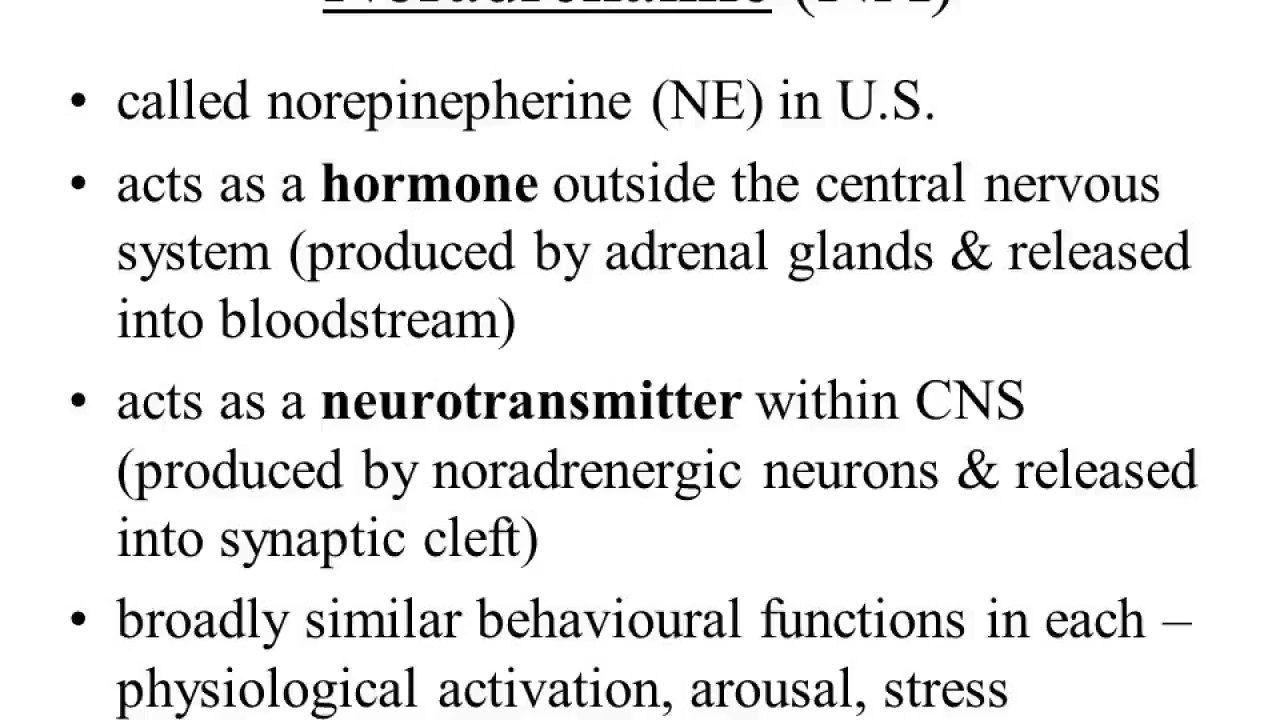 Noradrenaline (NA)
• called norepinepherine (NE) in U.S.
• acts as a hormone outside the central nervous
system (produced by adrenal glands & released
into bloodstream)
• acts as a neurotransmitter within CNS
(produced by noradrenergic neurons & released
into synaptic cleft)
• broadly similar behavioural functions in each –
physiological activation, arousal, stress